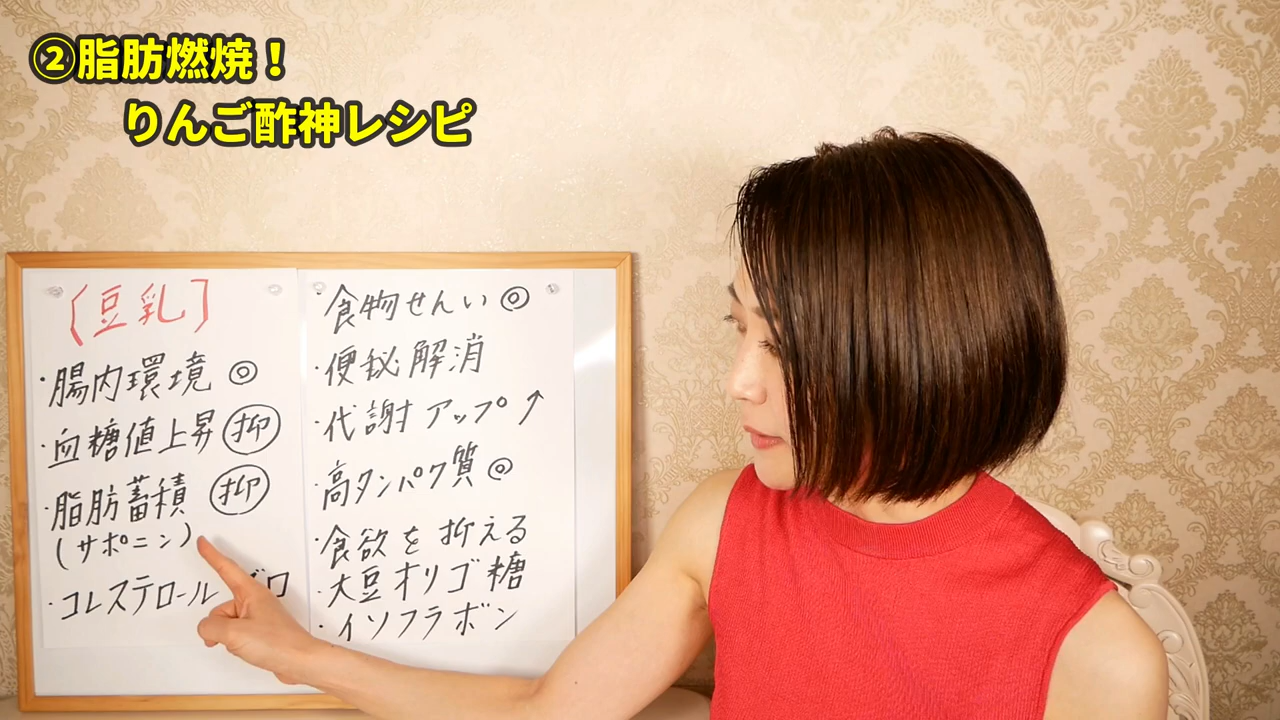 ②脂肪燃焼！
りんご酢神レシピ
〔豆乳〕
・腸内環境 ◎
・血糖値上昇 抑
・脂肪蓄積 抑
(サポニン)
・コレステロール ゼロ
・食物せんい ◎
・便秘解消
・代謝アップ↑
・高タンパク質 ◎
・食欲を抑える
・大豆オリゴ糖
・イソフラボン